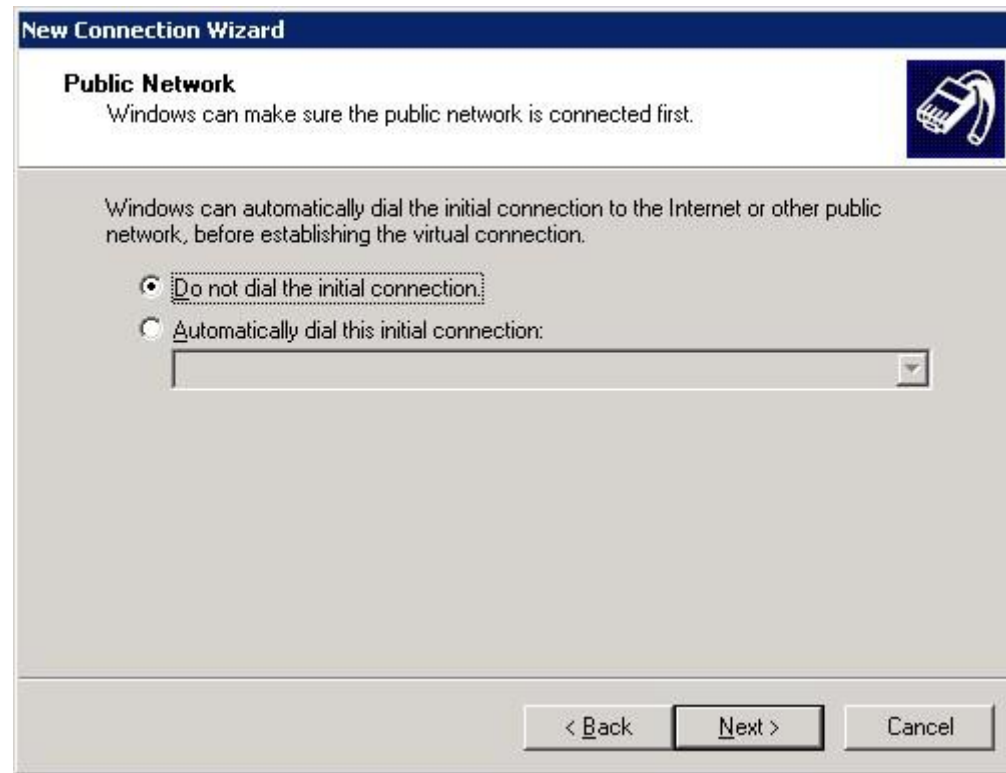 New Connection Wizard
Public Network
Windows can make sure the public network is connected first.
Windows can automatically dial the initial connection to the Internet or other public
network, before establishing the virtual connection.
Do not dial the initial connection.
Automatically dial this initial connection:
< Back
Next >
Cancel